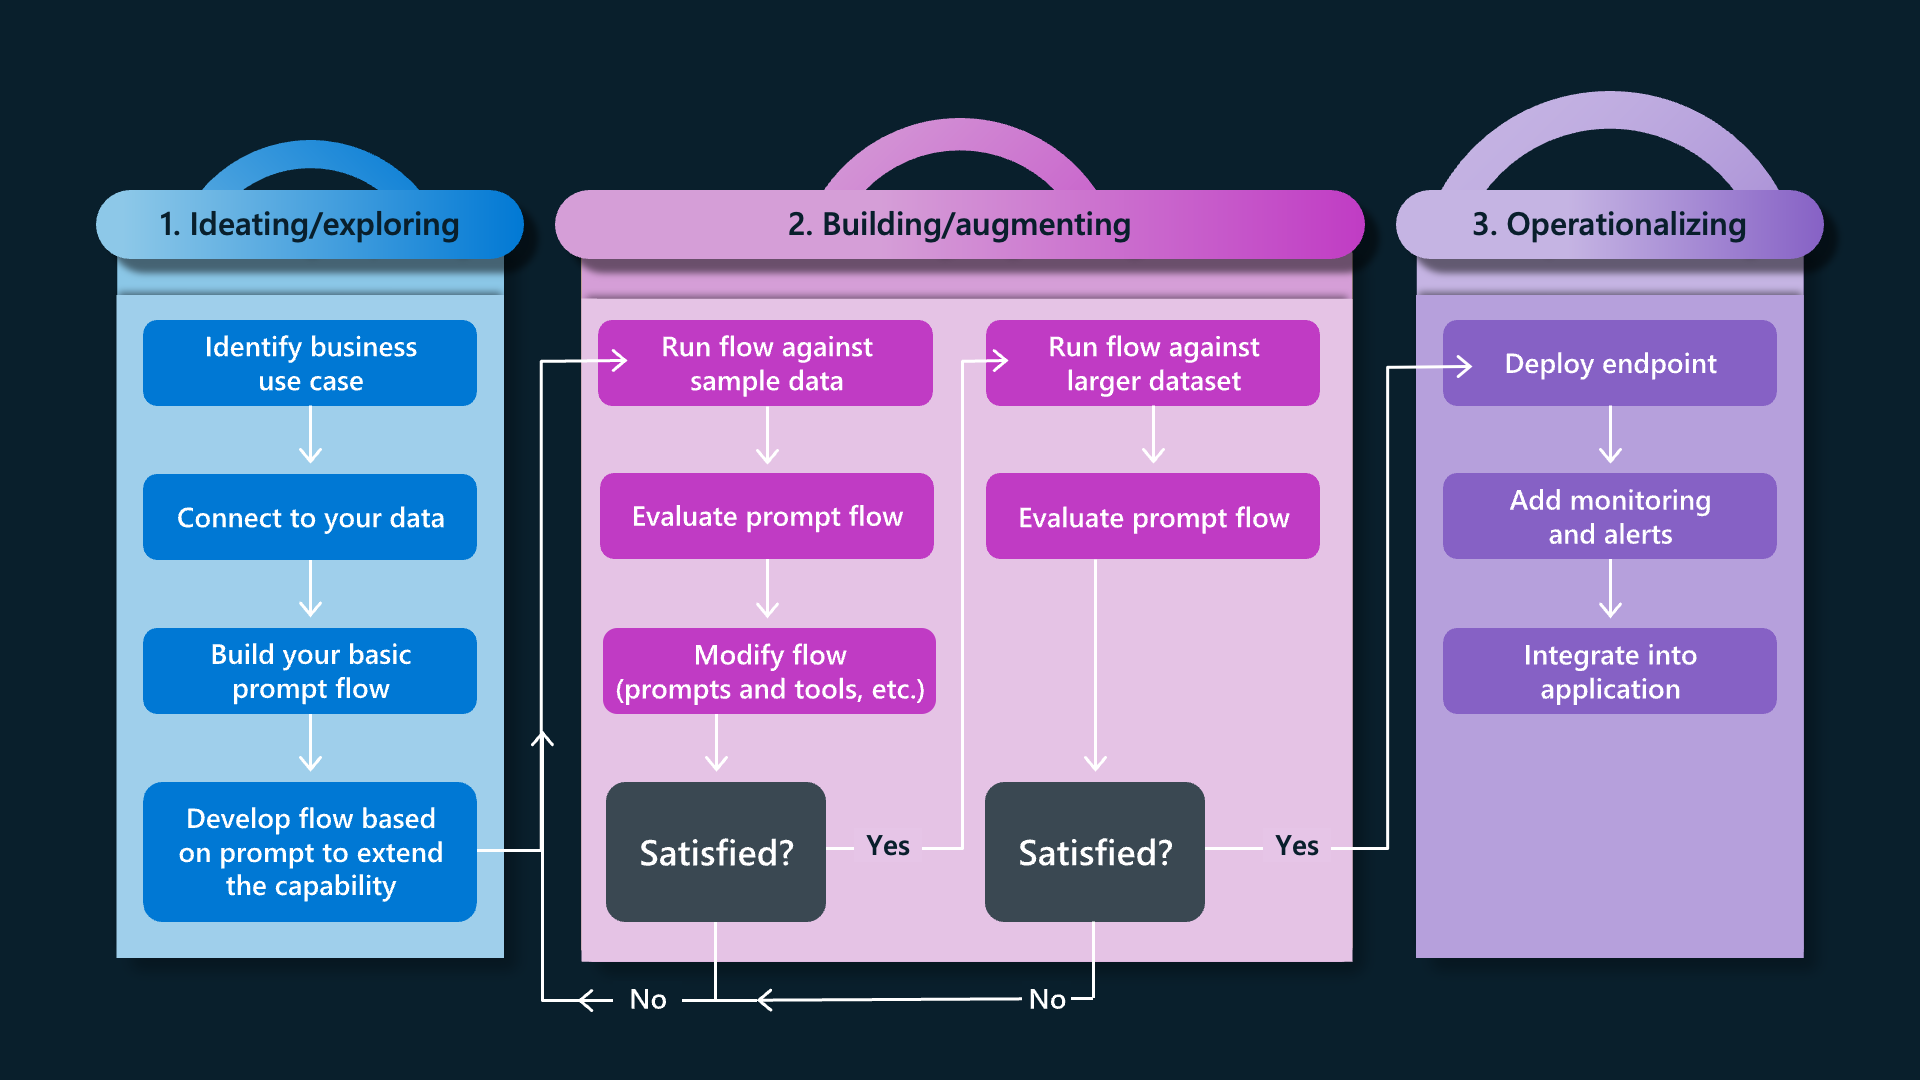 1. Ideating/exploring
Identify business
use case
Connect to your data
Build your basic
prompt flow
Develop flow based
on prompt to extend
the capability
2. Building/augmenting
Run flow against
sample data
Evaluate prompt flow
Modify flow
(prompts and tools, etc.)
Satisfied?
Yes
No
Run flow against
larger dataset
Evaluate prompt flow
Satisfied?
Yes
No
3. Operationalizing
Deploy endpoint
Add monitoring
and alerts
Integrate into
application